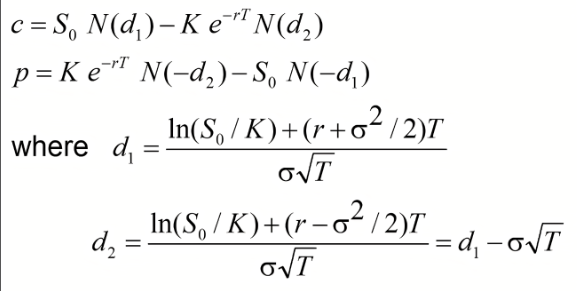 c = S₀ N(d₁) − K e^−rT N(d₂)
p = K e^−rT N(−d₂) − S₀ N(−d₁)
where d₁ = ln(S₀ / K) + (r + σ² / 2)T / σ√T
d₂ = ln(S₀ / K) + (r − σ² / 2)T / σ√T = d₁ − σ√T